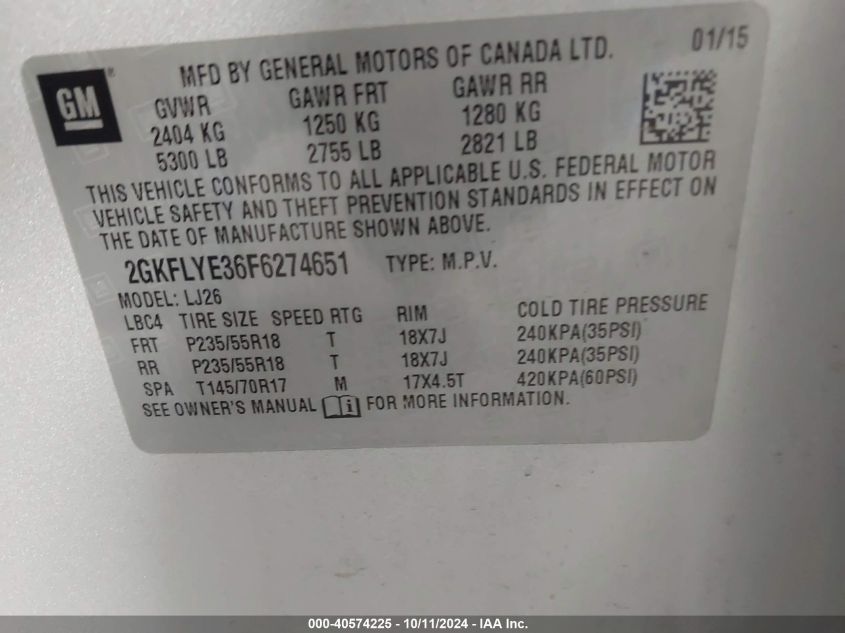 GM®
MFD BY GENERAL MOTORS OF CANADA LTD. 01/15
GVWR GAWR FRT GAWR RR
2404 KG 1250 KG 1280 KG
5300 LB 2755 LB 2821 LB
THIS VEHICLE CONFORMS TO ALL APPLICABLE U.S. FEDERAL MOTOR
VEHICLE SAFETY AND THEFT PREVENTION STANDARDS IN EFFECT ON
THE DATE OF MANUFACTURE SHOWN ABOVE.
2GKFLYE36F6274651 TYPE: M.P.V.
MODEL: LJ26
LBC4 TIRE SIZE SPEED RTG RIM COLD TIRE PRESSURE
FRT P235/55R18 T 18X7J 240KPA(35PSI)
RR P235/55R18 T 18X7J 240KPA(35PSI)
SPA T145/70R17 M 17X4.5T 420KPA(60PSI)
SEE OWNER'S MANUAL i FOR MORE INFORMATION.
000-40574225 - 10/11/2024 - IAA Inc.